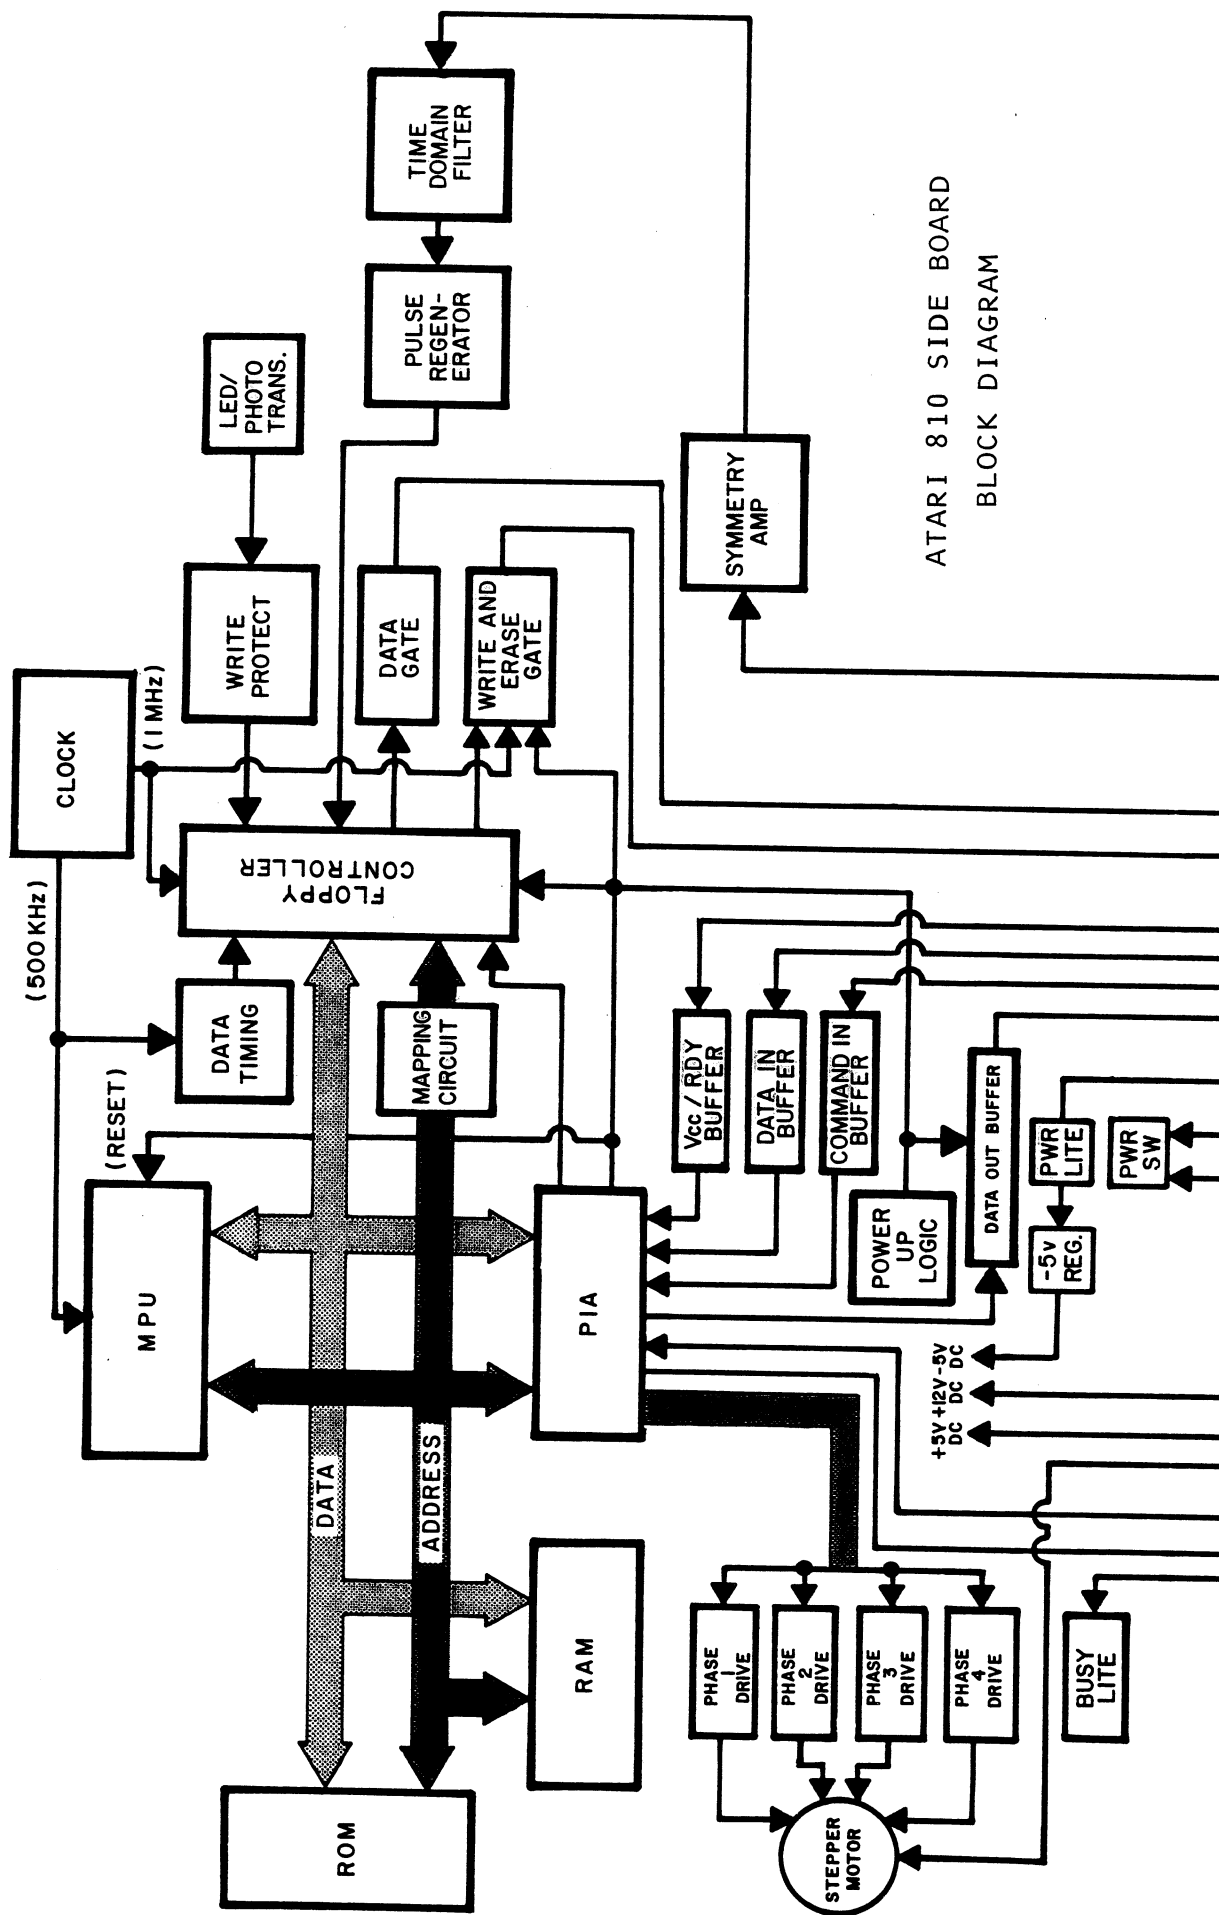 TIME
DOMAIN
FILTER
PULSE
REGEN-
ERATOR
LED/
PHOTO
TRANS.
WRITE
PROTECT
DATA
GATE
WRITE AND
ERASE
GATE
SYMMETRY
AMP
ATARI 810 SIDE BOARD
BLOCK DIAGRAM
CLOCK
(1 MHz)
(500KHz)
FLOPPY
CONTROLLER
DATA
TIMING
MAPPING
CIRCUIT
(RESET)
MPU
Vcc / RDY
BUFFER
DATA IN
BUFFER
COMMAND IN
BUFFER
POWER
UP
LOGIC
DATA OUT BUFFER
PWR
LITE
PWR
SW
-5v
REG.
PIA
+5V
DC
+12V
DC
-5V
DC
DATA
ADDRESS
ROM
RAM
PHASE
1
DRIVE
PHASE
2
DRIVE
PHASE
3
DRIVE
PHASE
4
DRIVE
BUSY
LITE
STEPPER
MOTOR